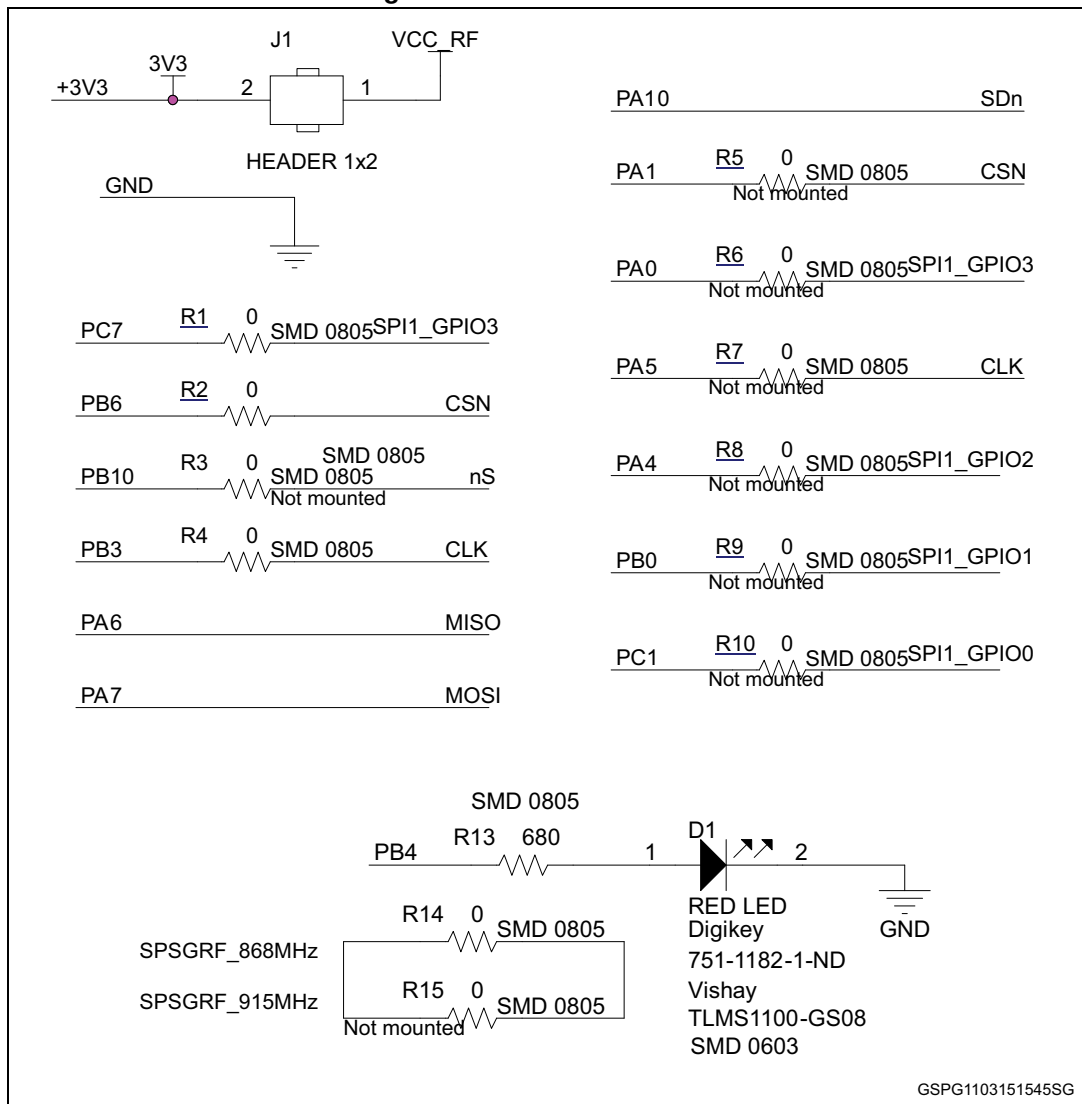 J1
VCC_RF
3V3
+3V3
2
1
HEADER 1x2
GND
PC7 R1 0 SMD 0805 SPI1_GPIO3
PB6 R2 0 CSN
SMD 0805
PB10 R3 0 SMD 0805 nS
Not mounted
PB3 R4 0 SMD 0805 CLK
PA6 MISO
PA7 MOSI
PA10 SDn
PA1 R5 0 SMD 0805 CSN
Not mounted
PA0 R6 0 SMD 0805 SPI1_GPIO3
Not mounted
PA5 R7 0 SMD 0805 CLK
Not mounted
PA4 R8 0 SMD 0805 SPI1_GPIO2
Not mounted
PB0 R9 0 SMD 0805 SPI1_GPIO1
Not mounted
PC1 R10 0 SMD 0805 SPI1_GPIO0
Not mounted
SMD 0805
PB4 R13 680 1 D1 2
RED LED
Digikey
751-1182-1-ND
Vishay
TLMS1100-GS08
SMD 0603
GND
R14 0 SMD 0805
SPSGRF_868MHz
SPSGRF_915MHz
R15 0 SMD 0805
Not mounted
GSPG1103151545SG